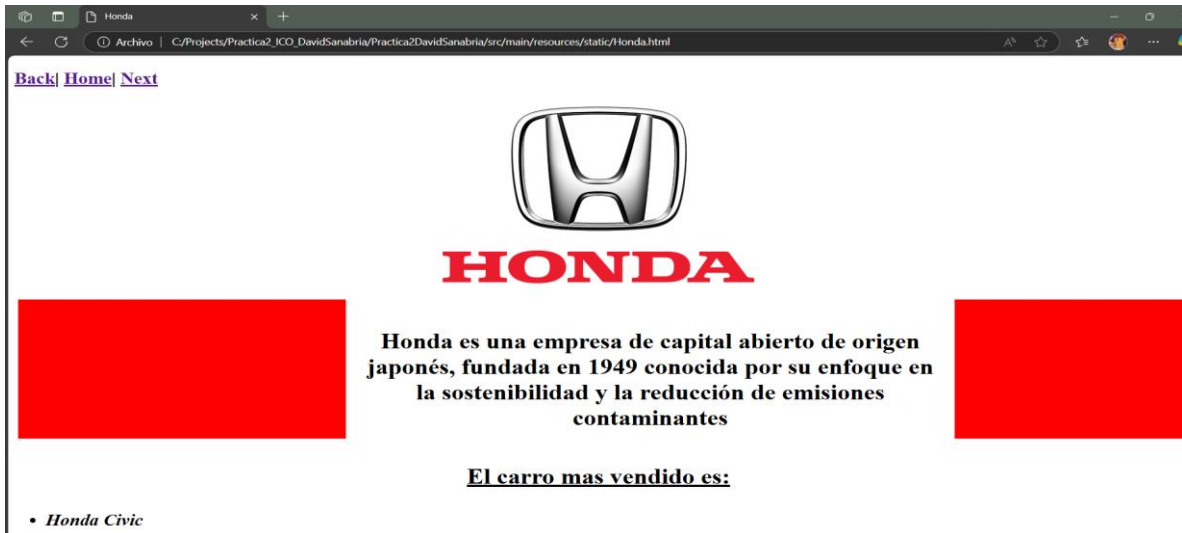 Honda
Archivo | C:/Projects/Practica2_ICO_DavidSanabria/Practica2DavidSanabria/src/main/resources/static/Honda.html
Back| Home| Next
HONDA
Honda es una empresa de capital abierto de origen
japonés, fundada en 1949 conocida por su enfoque en
la sostenibilidad y la reducción de emisiones
contaminantes
El carro mas vendido es:
• Honda Civic